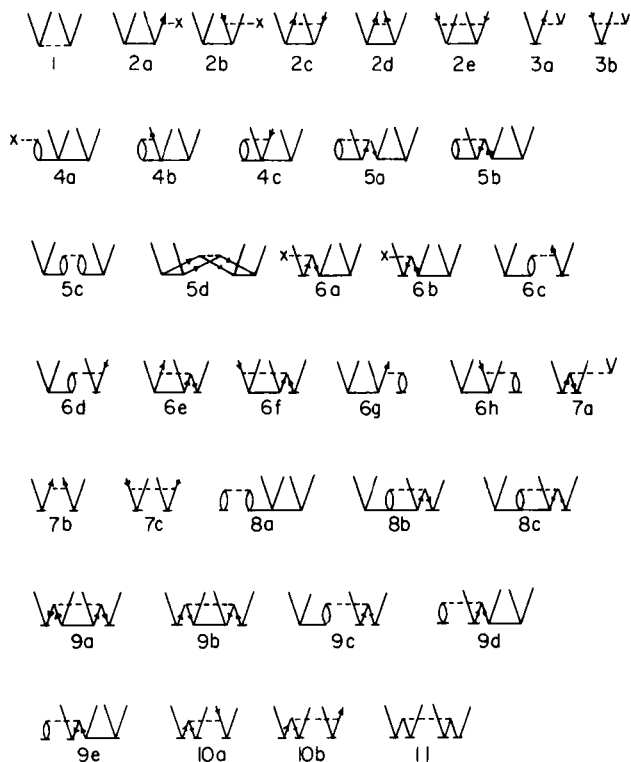 1 2a 2b 2c 2d 2e 3a 3b
4a 4b 4c 5a 5b
5c 5d 6a 6b 6c
6d 6e 6f 6g 6h 7a
7b 7c 8a 8b 8c
9a 9b 9c 9d
9e 10a 10b 11